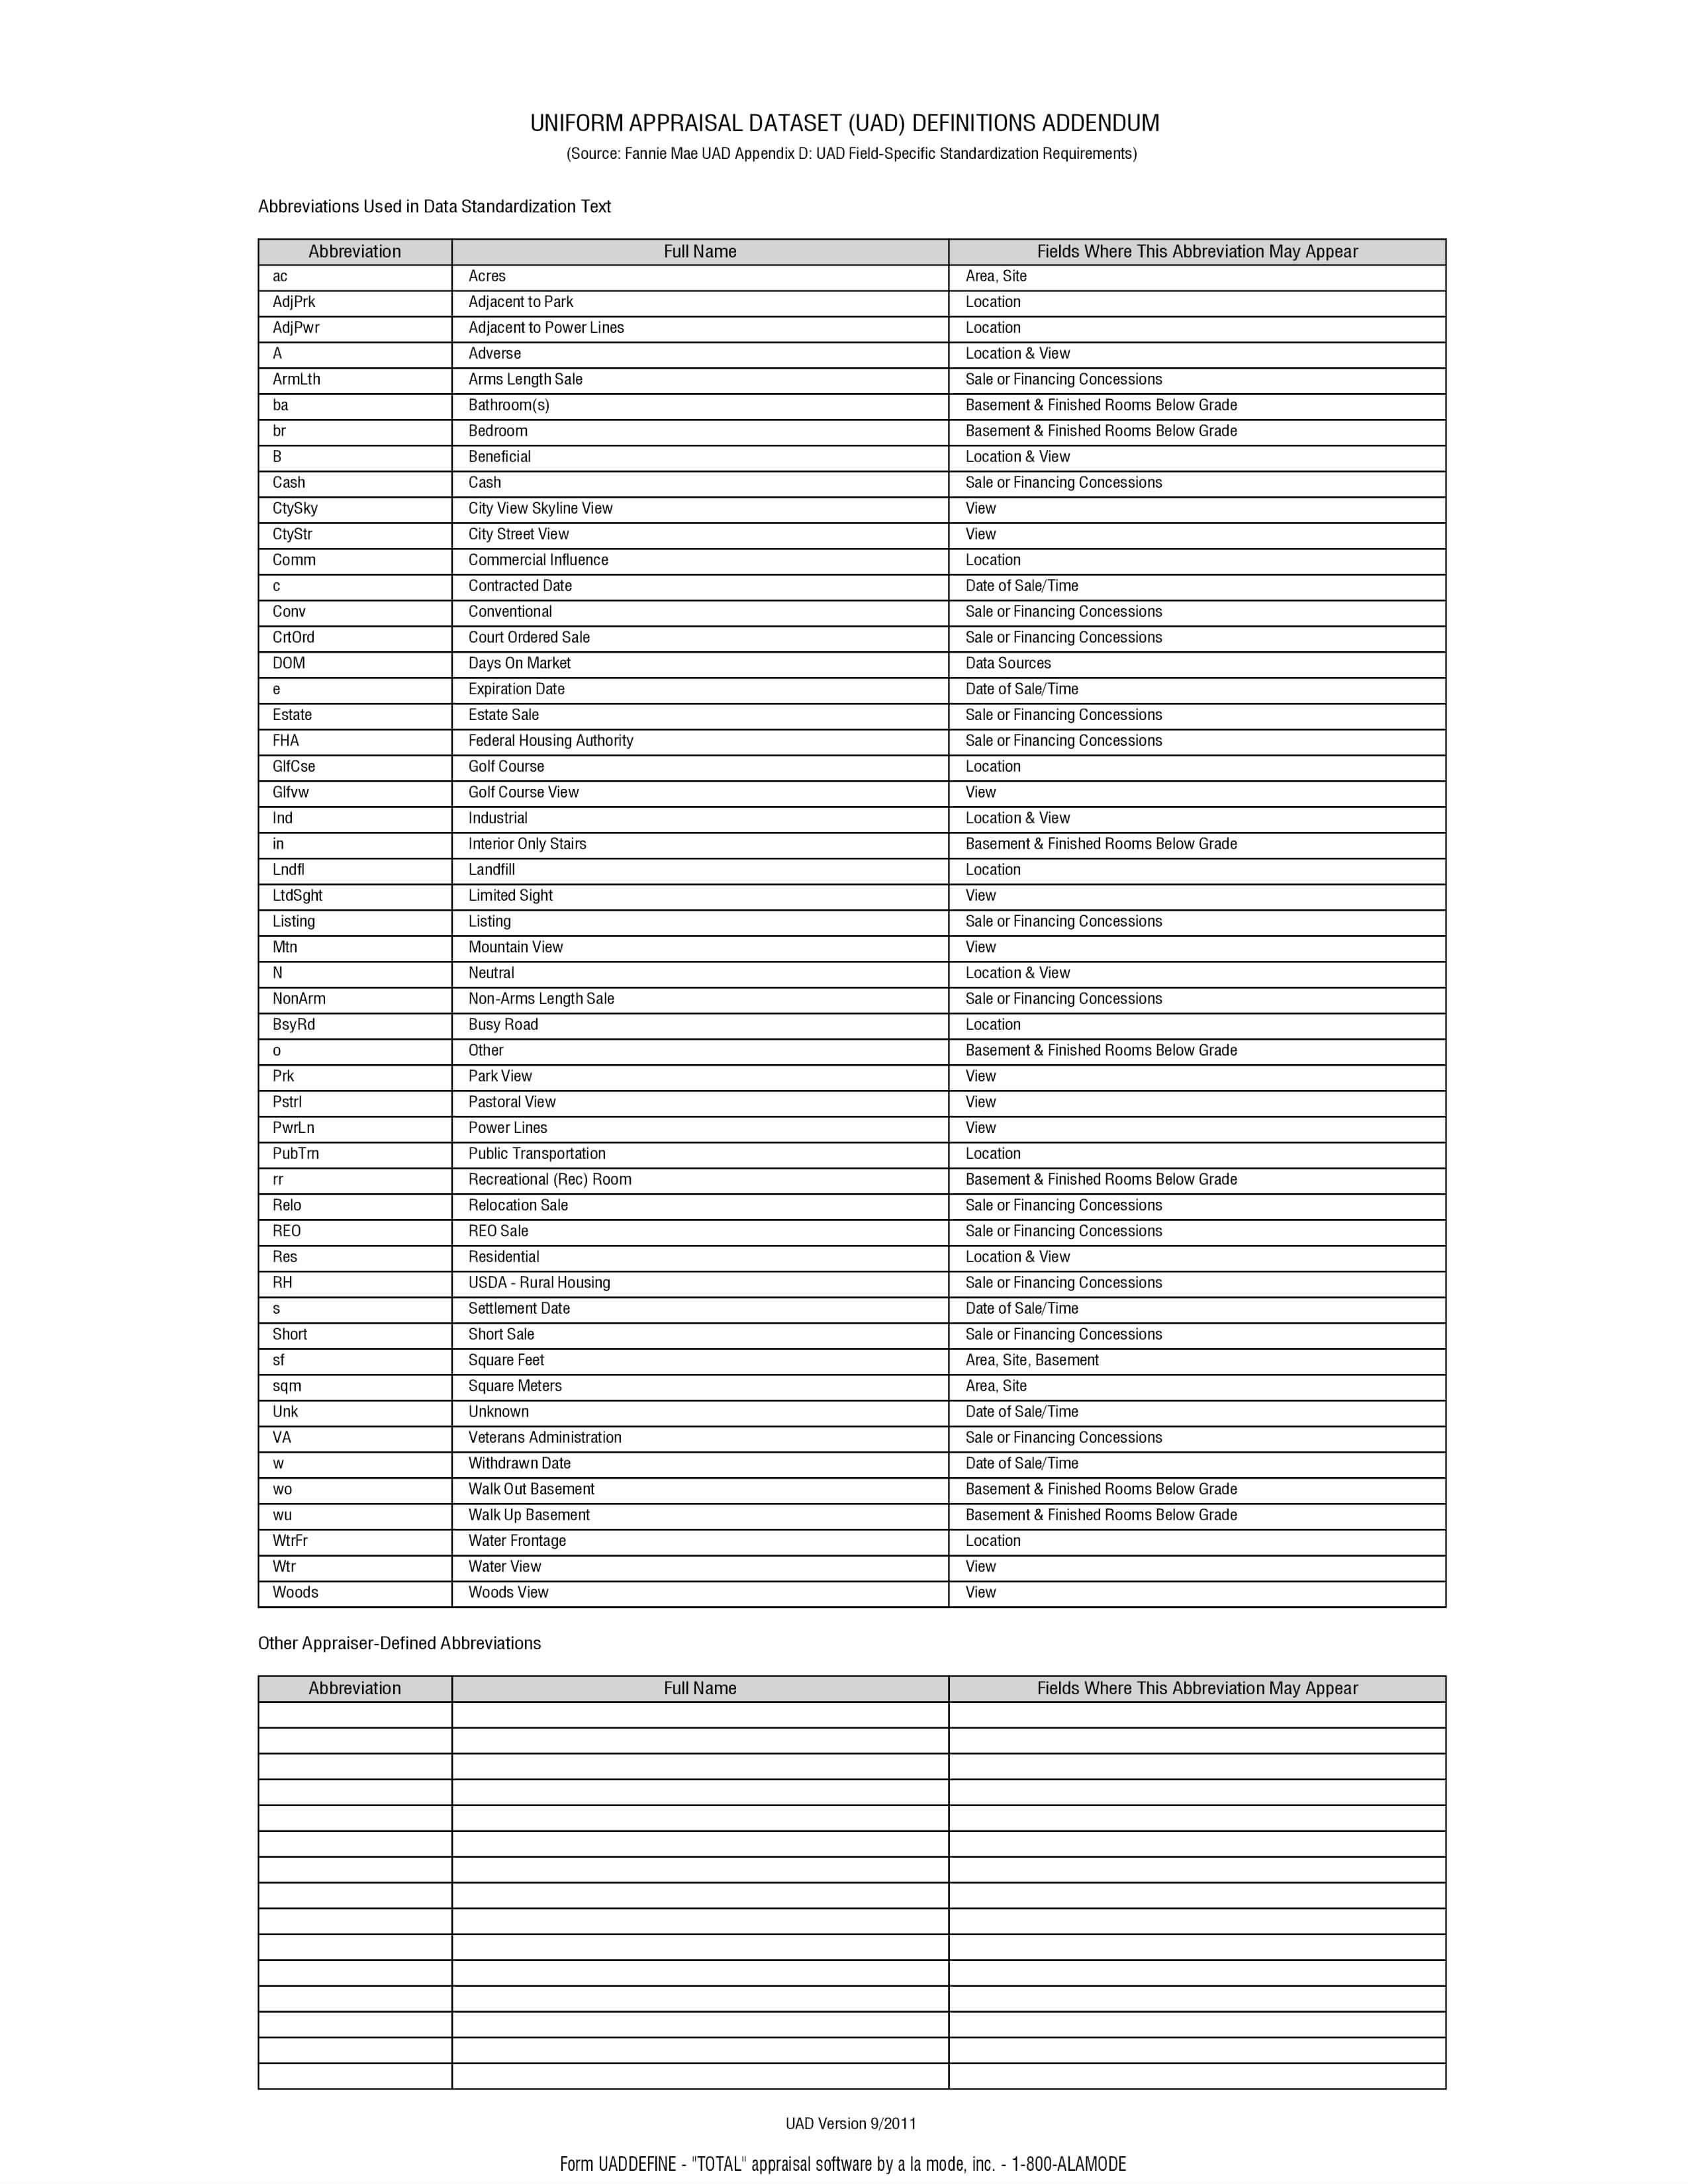 UNIFORM APPRAISAL DATASET (UAD) DEFINITIONS ADDENDUM
(Source: Fannie Mae UAD Appendix D: UAD Field-Specific Standardization Requirements)
Abbreviations Used in Data Standardization Text
Abbreviation Full Name Fields Where This Abbreviation May Appear
ac Acres Area, Site
AdjPrk Adjacent to Park Location
AdjPwr Adjacent to Power Lines Location
A Adverse Location & View
ArmLth Arms Length Sale Sale or Financing Concessions
ba Bathroom(s) Basement & Finished Rooms Below Grade
br Bedroom Basement & Finished Rooms Below Grade
B Beneficial Location & View
Cash Cash Sale or Financing Concessions
CtySky City View Skyline View View
CtyStr City Street View View
Comm Commercial Influence Location
c Contracted Date Date of Sale/Time
Conv Conventional Sale or Financing Concessions
CrtOrd Court Ordered Sale Sale or Financing Concessions
DOM Days On Market Data Sources
e Expiration Date Date of Sale/Time
Estate Estate Sale Sale or Financing Concessions
FHA Federal Housing Authority Sale or Financing Concessions
GlfCse Golf Course Location
Glfvw Golf Course View View
Ind Industrial Location & View
in Interior Only Stairs Basement & Finished Rooms Below Grade
Lndfl Landfill Location
LtdSght Limited Sight View
Listing Listing Sale or Financing Concessions
Mtn Mountain View View
N Neutral Location & View
NonArm Non-Arms Length Sale Sale or Financing Concessions
BsyRd Busy Road Location
o Other Basement & Finished Rooms Below Grade
Prk Park View View
Pstrl Pastoral View View
PwrLn Power Lines View
PubTrn Public Transportation Location
rr Recreational (Rec) Room Basement & Finished Rooms Below Grade
Relo Relocation Sale Sale or Financing Concessions
REO REO Sale Sale or Financing Concessions
Res Residential Location & View
RH USDA - Rural Housing Sale or Financing Concessions
s Settlement Date Date of Sale/Time
Short Short Sale Sale or Financing Concessions
sf Square Feet Area, Site, Basement
sqm Square Meters Area, Site
Unk Unknown Date of Sale/Time
VA Veterans Administration Sale or Financing Concessions
w Withdrawn Date Date of Sale/Time
wo Walk Out Basement Basement & Finished Rooms Below Grade
wu Walk Up Basement Basement & Finished Rooms Below Grade
WtrFr Water Frontage Location
Wtr Water View View
Woods Woods View View
Other Appraiser-Defined Abbreviations
Abbreviation Full Name Fields Where This Abbreviation May Appear
UAD Version 9/2011
Form UADDEFINE - "TOTAL" appraisal software by a la mode, inc. - 1-800-ALAMODE